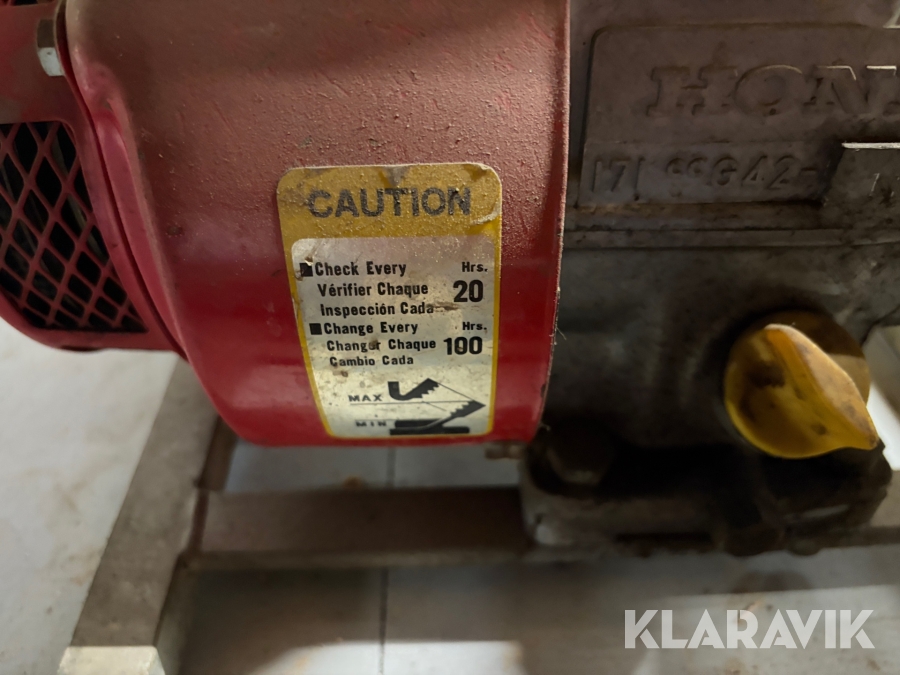 CAUTION
Check Every Hrs.
Vérifier Chaque 20
Inspección Cada
Change Every Hrs.
Changer Chaque 100
Cambio Cada
MAX
MIN
HON
G42-
KLARAVIK